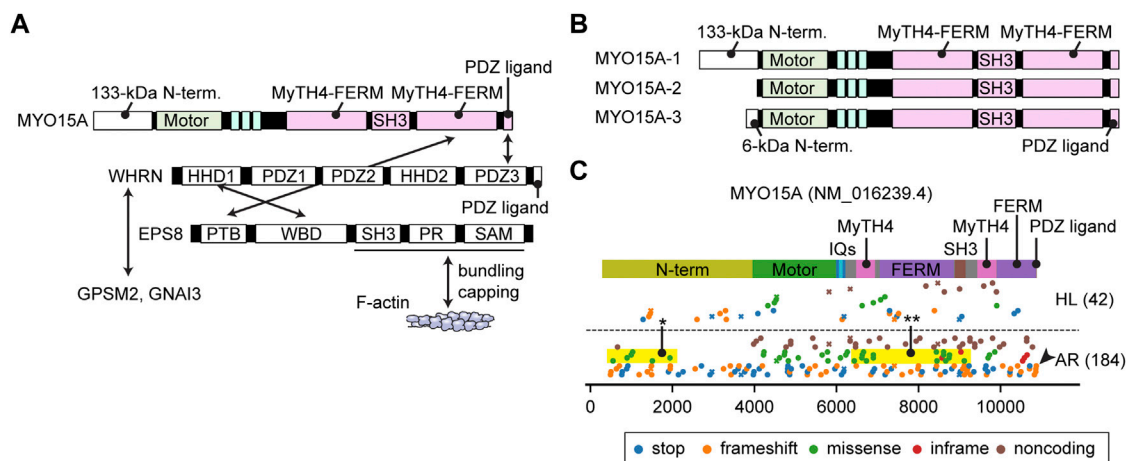 A
133-kDa N-term.
MyTH4-FERM
MyTH4-FERM
PDZ ligand
MYO15A
Motor
SH3
WHRN
HHD1
PDZ1
PDZ2
HHD2
PDZ3
PDZ ligand
EPS8
PTB
WBD
SH3
PR
SAM
GPSM2, GNAI3
bundling
capping
F-actin
B
133-kDa N-term.
MyTH4-FERM
MyTH4-FERM
MYO15A-1
Motor
SH3
MYO15A-2
Motor
SH3
MYO15A-3
Motor
SH3
6-kDa N-term.
PDZ ligand
C
MYO15A (NM_016239.4)
FERM
MyTH4
MyTH4
PDZ ligand
IQs
SH3
N-term
Motor
FERM
HL (42)
*
**
AR (184)
0 2000 4000 6000 8000 10000
stop frameshift missense inframe noncoding